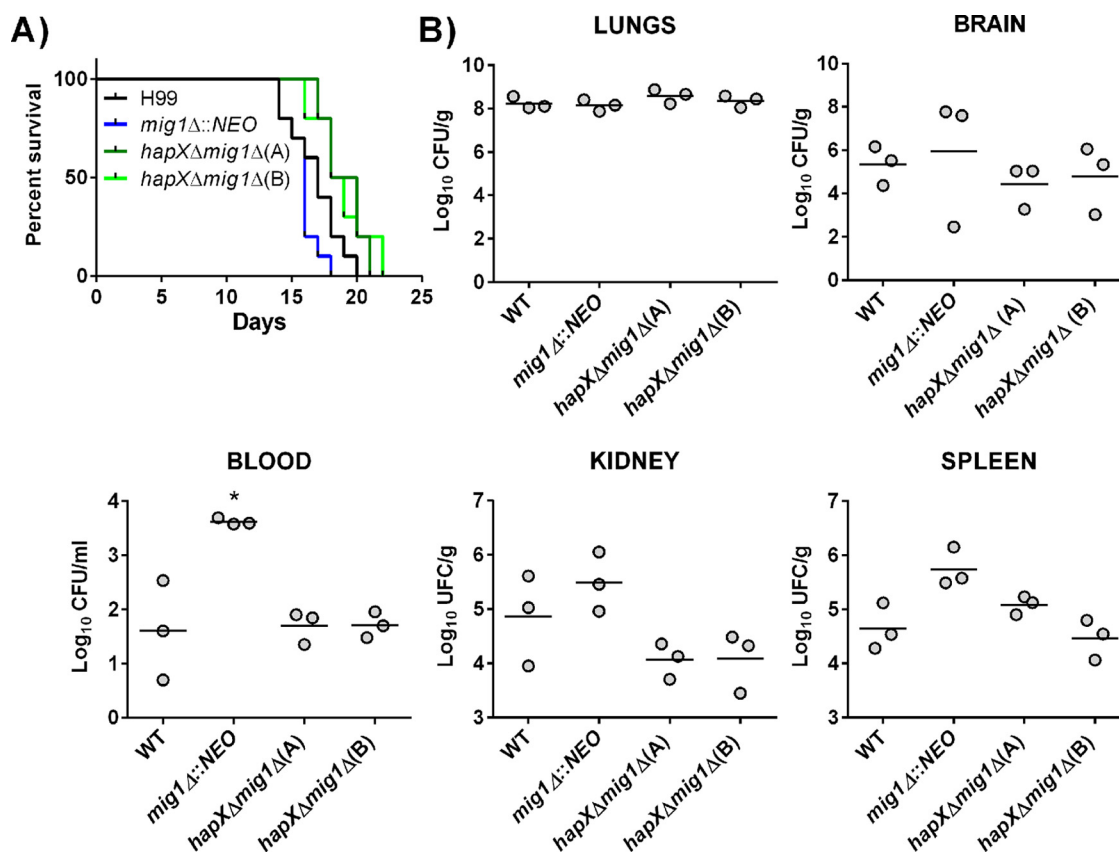 A)
Percent survival
100
50
0
H99
mig1Δ::NEO
hapXΔmig1Δ(A)
hapXΔmig1Δ(B)
0 5 10 15 20 25
Days
B)
LUNGS
Log10 CFU/g
10
8
6
4
2
0
WT
mig1Δ::NEO
hapXΔmig1Δ(A)
hapXΔmig1Δ(B)
BRAIN
Log10 CFU/g
10
8
6
4
2
0
WT
mig1Δ::NEO
hapXΔmig1Δ (A)
hapXΔmig1Δ (B)
BLOOD
Log10 CFU/ml
4
3
2
1
0
*
WT
mig1Δ::NEO
hapXΔmig1Δ(A)
hapXΔmig1Δ(B)
KIDNEY
Log10 UFC/g
7
6
5
4
3
WT
mig1Δ::NEO
hapXΔmig1Δ(A)
hapXΔmig1Δ(B)
SPLEEN
Log10 UFC/g
7
6
5
4
3
WT
mig1Δ::NEO
hapXΔmig1Δ(A)
hapXΔmig1Δ(B)